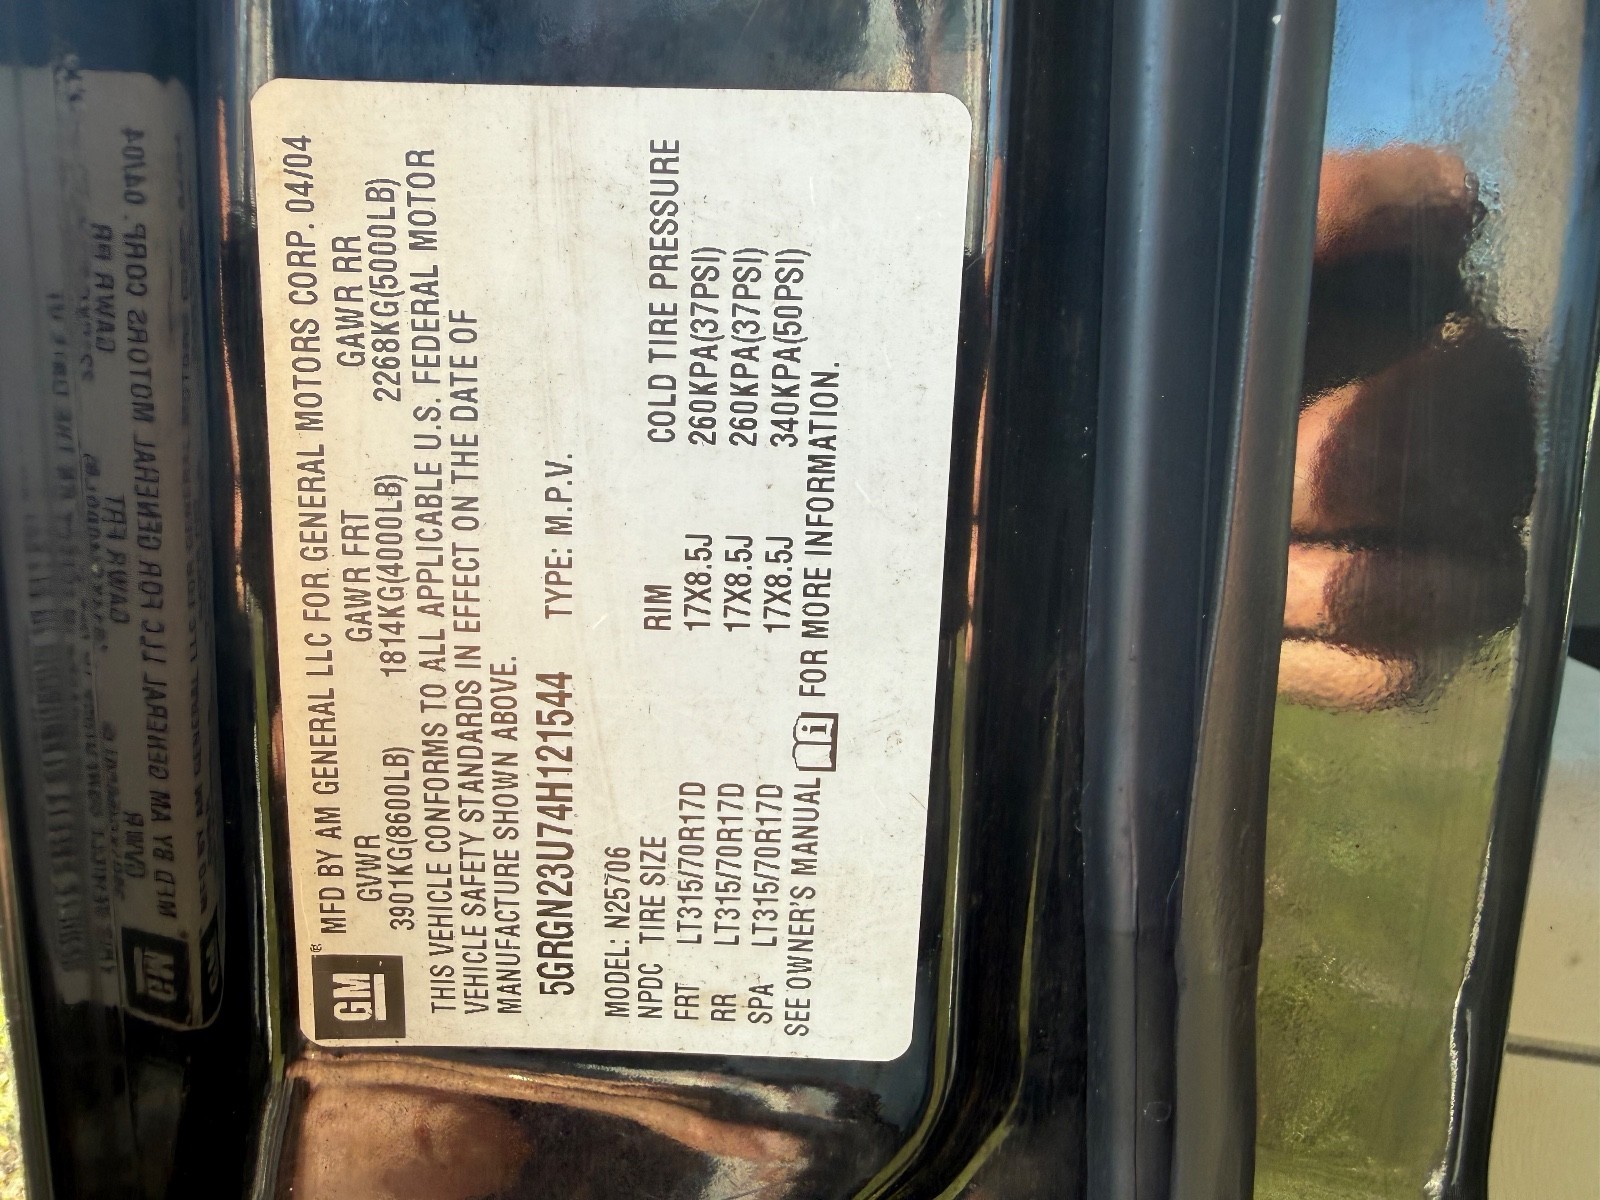 GM® MFD BY AM GENERAL LLC FOR GENERAL MOTORS CORP. 04/04
GVWR GAWR FRT GAWR RR
3901KG(8600LB) 1814KG(4000LB) 2268KG(5000LB)
THIS VEHICLE CONFORMS TO ALL APPLICABLE U.S. FEDERAL MOTOR
VEHICLE SAFETY STANDARDS IN EFFECT ON THE DATE OF
MANUFACTURE SHOWN ABOVE.
5GRGN23U74H121544 TYPE: M.P.V.
MODEL: N25706
NPDC TIRE SIZE RIM COLD TIRE PRESSURE
FRT LT315/70R17D 17X8.5J 260KPA(37PSI)
RR LT315/70R17D 17X8.5J 260KPA(37PSI)
SPA LT315/70R17D 17X8.5J 340KPA(50PSI)
SEE OWNER'S MANUAL i FOR MORE INFORMATION.